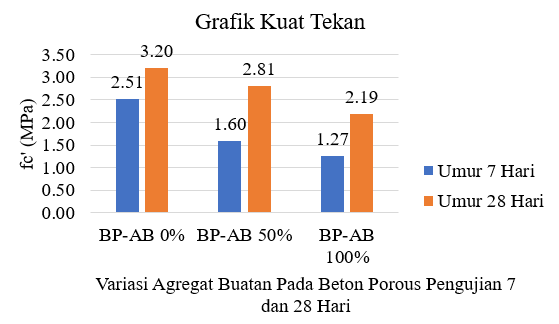 Grafik Kuat Tekan
fc' (MPa)
3.50
3.00
2.50
2.00
1.50
1.00
0.50
0.00
2.51
3.20
1.60
2.81
1.27
2.19
BP-AB 0%
BP-AB 50%
BP-AB
100%
Umur 7 Hari
Umur 28 Hari
Variasi Agregat Buatan Pada Beton Porous Pengujian 7
dan 28 Hari